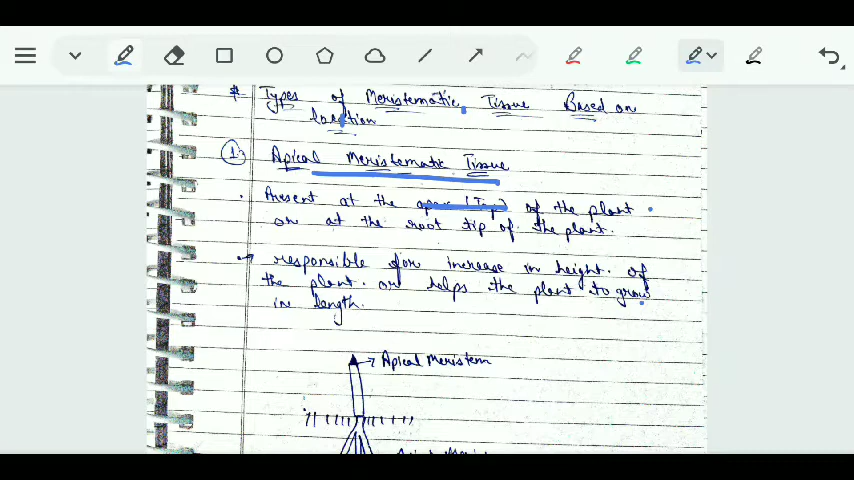 * Types of Meristematic Tissue Based on
location
1. Apical Meristematic Tissue
. Present at the apex (Tip) of the plant
or at the root tip of the plant.
→ responsible for increase in height. of
the plant. or helps the plant to grow
in length.
→ Apical Meristem